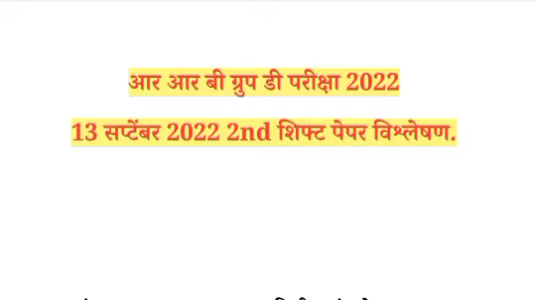 आर आर बी ग्रुप डी परीक्षा 2022
13 सप्टेंबर 2022 2nd शिफ्ट पेपर विश्लेषण.